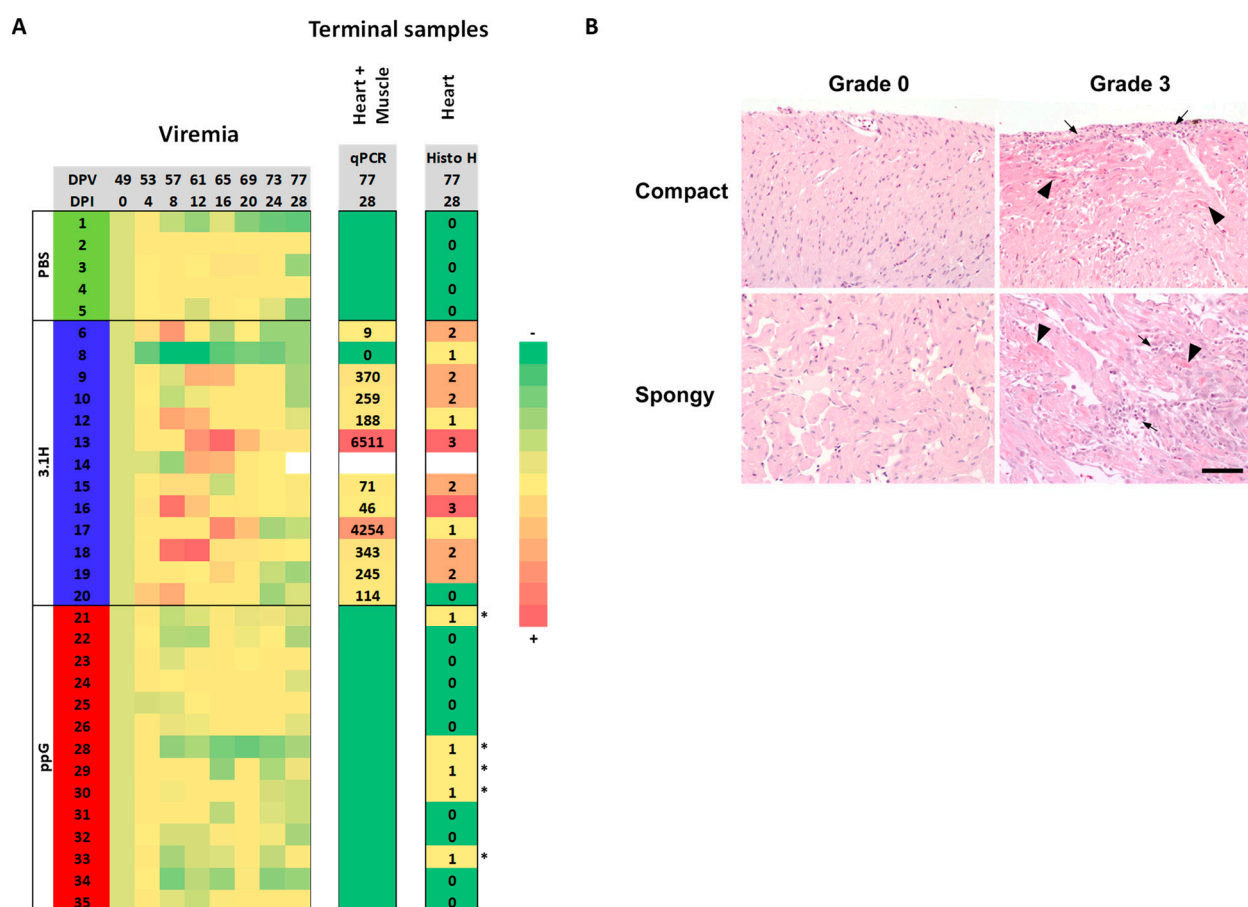 A
B
Terminal samples
Heart +
Muscle
Heart
Viremia
qPCR Histo H
DPV 49 53 57 61 65 69 73 77 77 77
DPI 0 4 8 12 16 20 24 28 28 28
PBS
1 0
2 0
3 0
4 0
5 0
3.1H
6 9 2
8 0 1
9 370 2
10 259 2
12 188 1
13 6511 3
14
15 71 2
16 46 3
17 4254 1
18 343 2
19 245 2
20 114 0
ppG
21 1 *
22 0
23 0
24 0
25 0
26 0
28 1 *
29 1 *
30 1 *
31 0
32 0
33 1 *
34 0
35 0
-
+
Grade 0 Grade 3
Compact
Spongy